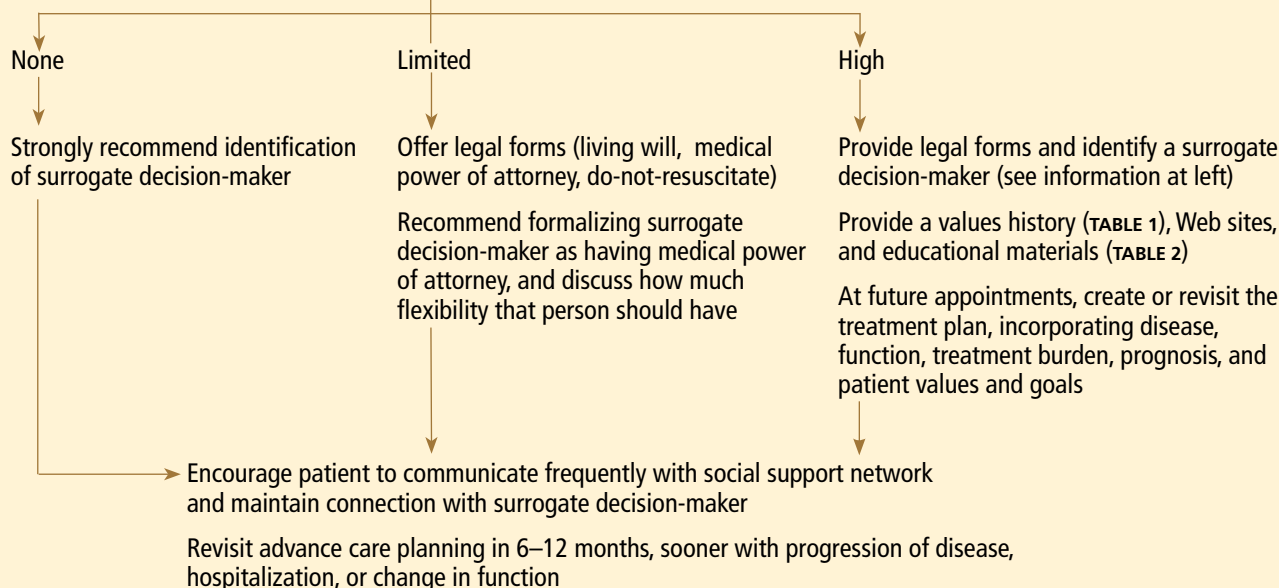 None
Limited
High
Strongly recommend identification
of surrogate decision-maker
Offer legal forms (living will, medical
power of attorney, do-not-resuscitate)
Recommend formalizing surrogate
decision-maker as having medical power
of attorney, and discuss how much
flexibility that person should have
Provide legal forms and identify a surrogate
decision-maker (see information at left)
Provide a values history (TABLE 1), Web sites,
and educational materials (TABLE 2)
At future appointments, create or revisit the
treatment plan, incorporating disease,
function, treatment burden, prognosis, and
patient values and goals
Encourage patient to communicate frequently with social support network
and maintain connection with surrogate decision-maker
Revisit advance care planning in 6–12 months, sooner with progression of disease,
hospitalization, or change in function